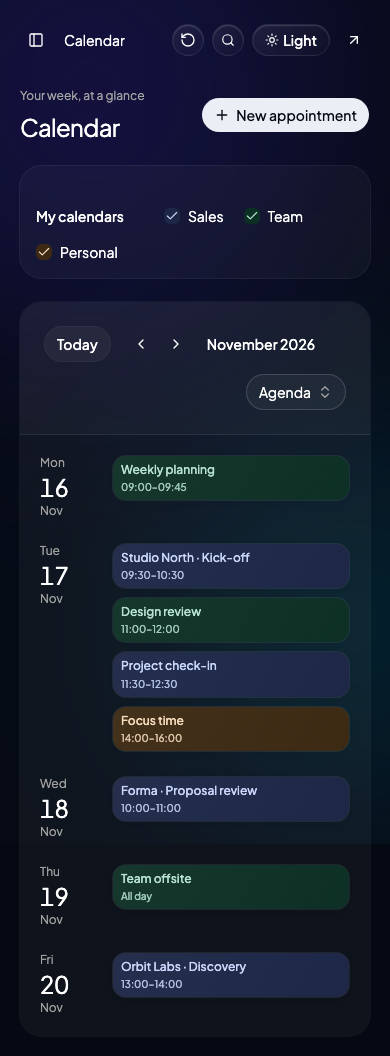 Calendar
Light
Your week, at a glance
Calendar
New appointment
My calendars
Sales
Team
Personal
Today
November 2026
Agenda
Mon
16
Nov
Weekly planning
09:00–09:45
Tue
17
Nov
Studio North · Kick-off
09:30–10:30
Design review
11:00–12:00
Project check-in
11:30–12:30
Focus time
14:00–16:00
Wed
18
Nov
Forma · Proposal review
10:00–11:00
Thu
19
Nov
Team offsite
All day
Fri
20
Nov
Orbit Labs · Discovery
13:00–14:00